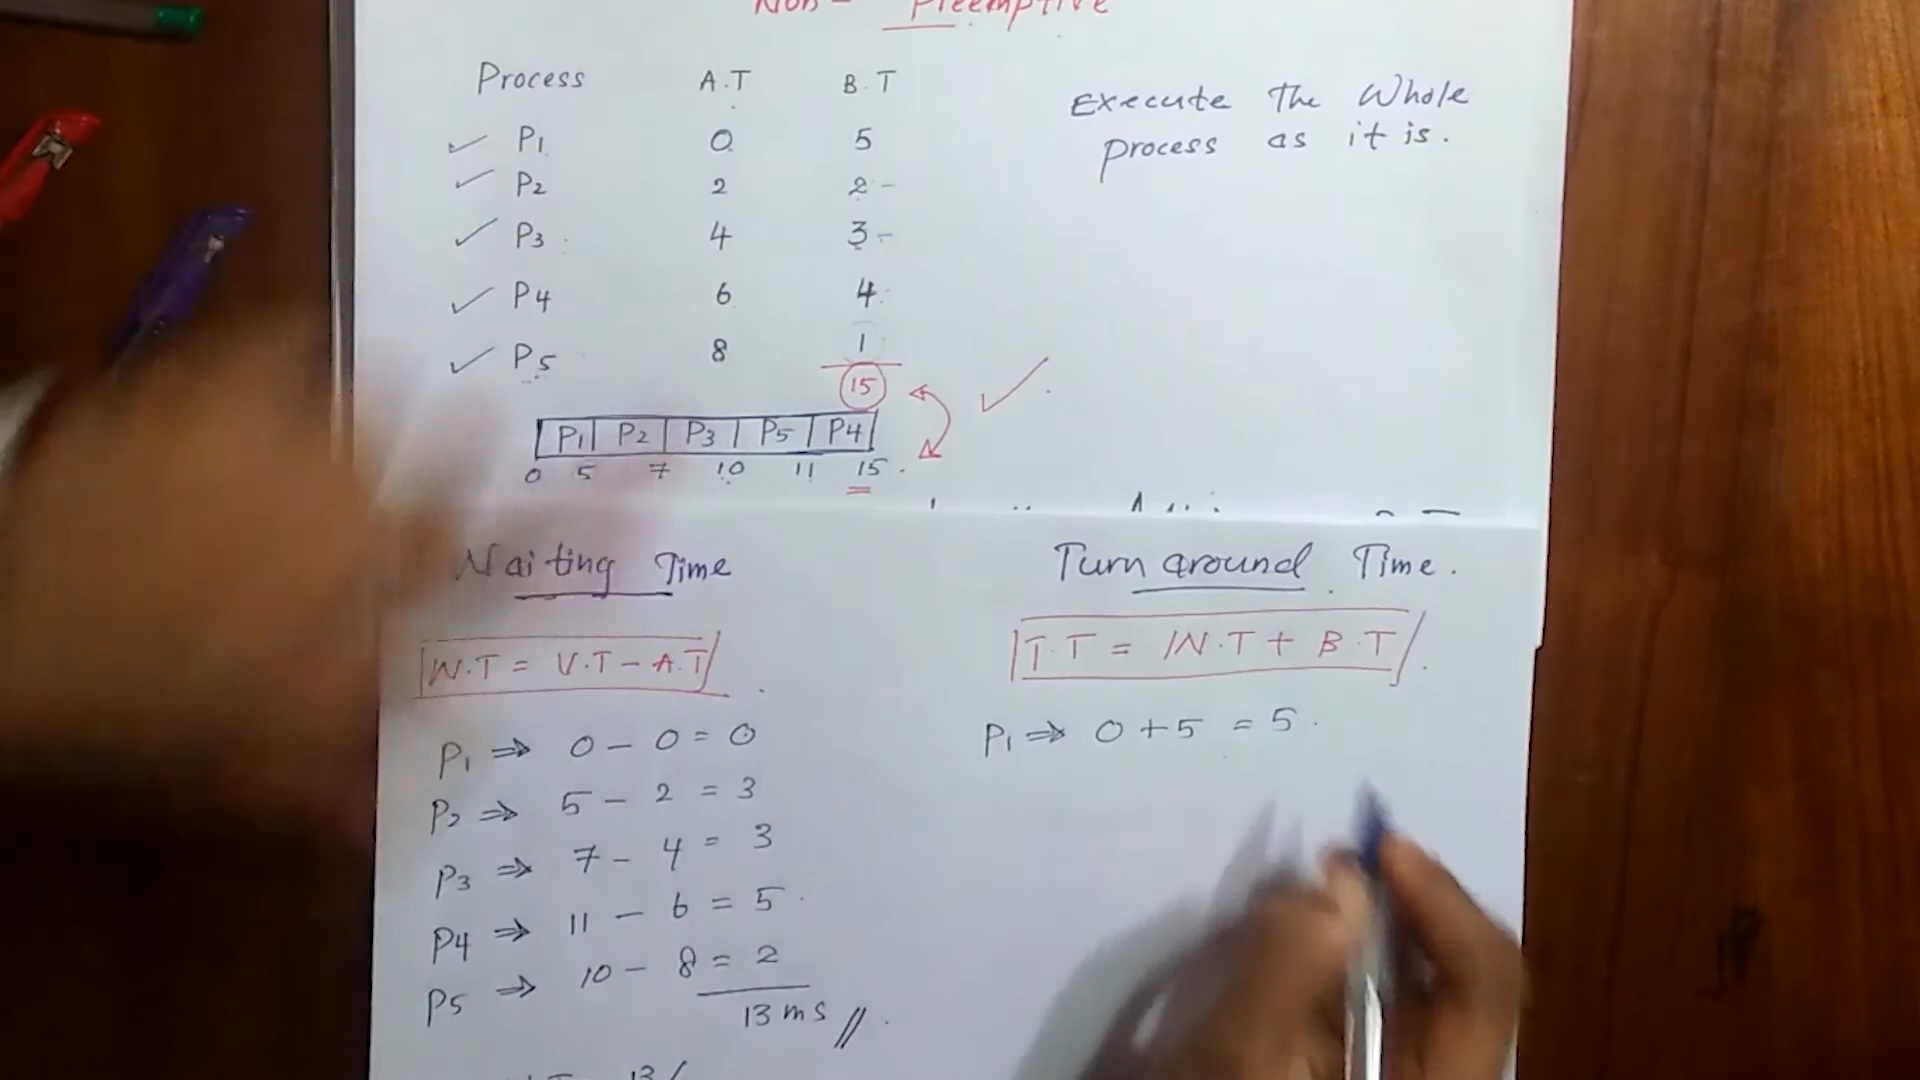 Non - Preemptive
Process A.T B.T
P1 0 5
P2 2 2
P3 4 3
P4 6 4
P5 8 1
15
Execute The Whole
process as it is.
P1 P2 P3 P5 P4
0 5 7 10 11 15
Waiting Time
W.T = V.T - A.T
P1 ⇒ 0 - 0 = 0
P2 ⇒ 5 - 2 = 3
P3 ⇒ 7 - 4 = 3
P4 ⇒ 11 - 6 = 5
P5 ⇒ 10 - 8 = 2
13 ms //
Turn around Time.
T.T = W.T + B.T
P1 ⇒ 0 + 5 = 5